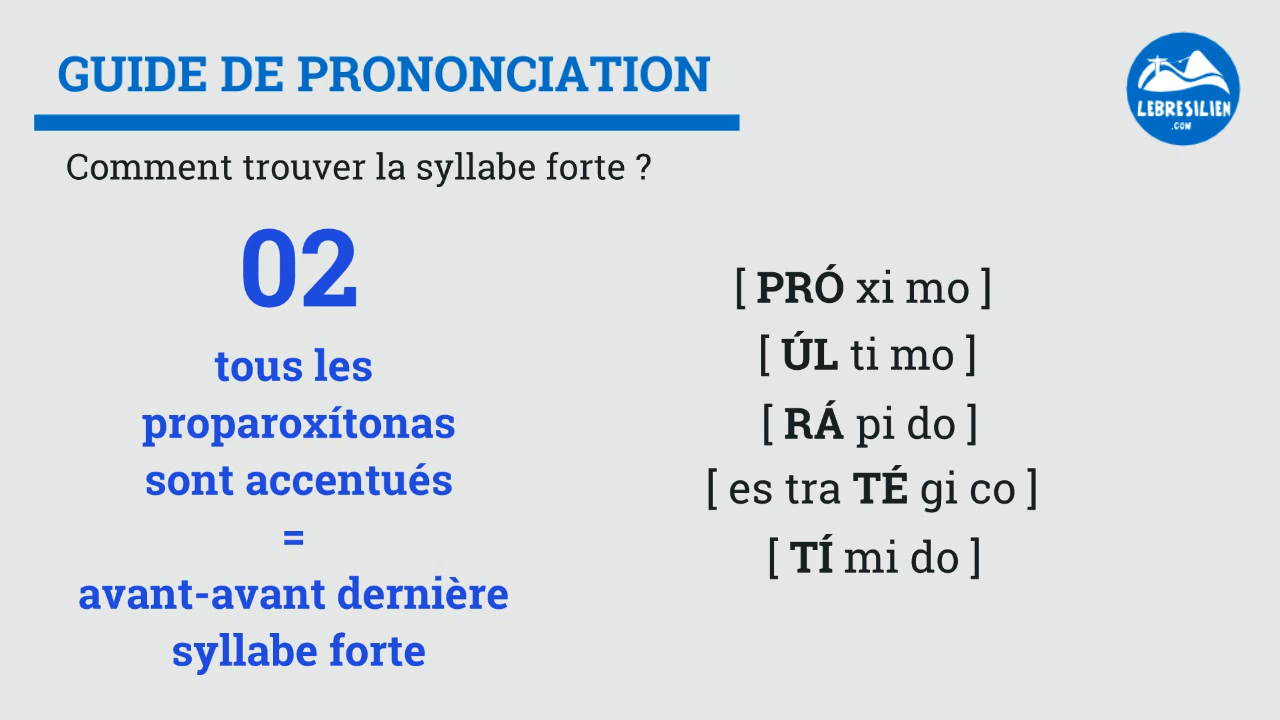 GUIDE DE PRONONCIATION
LEBRESILIEN
.COM
Comment trouver la syllabe forte ?
02
tous les
proparoxítonas
sont accentués
=
avant-avant dernière
syllabe forte
[ PRÓ xi mo ]
[ ÚL ti mo ]
[ RÁ pi do ]
[ es tra TÉ gi co ]
[ TÍ mi do ]